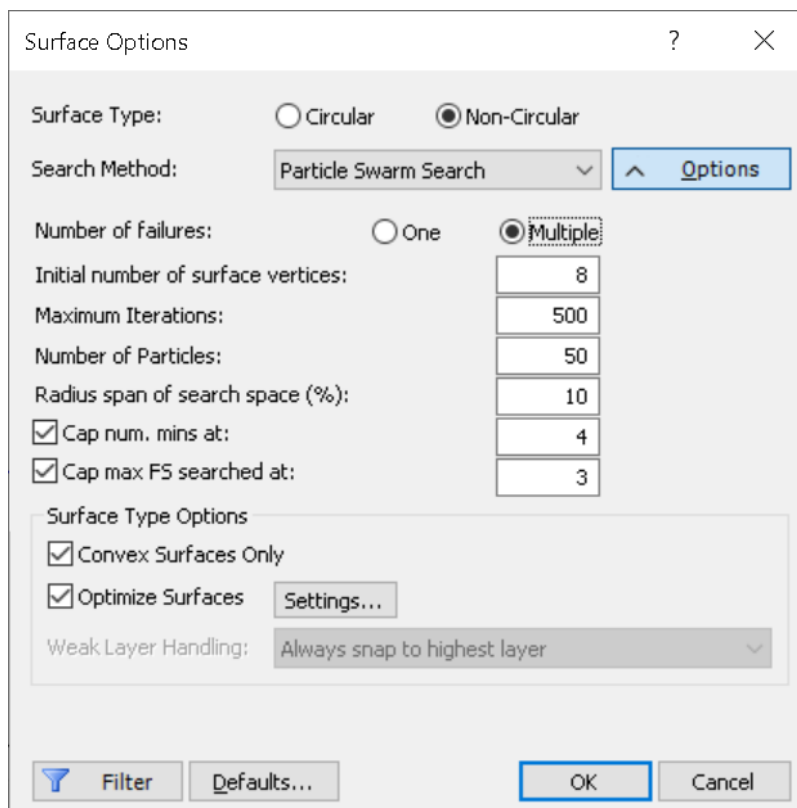 Surface Options
?
Surface Type: Circular Non-Circular
Search Method: Particle Swarm Search Options
Number of failures: One Multiple
Initial number of surface vertices: 8
Maximum Iterations: 500
Number of Particles: 50
Radius span of search space (%): 10
Cap num. mins at: 4
Cap max FS searched at: 3
Surface Type Options
Convex Surfaces Only
Optimize Surfaces Settings...
Weak Layer Handling: Always snap to highest layer
Filter Defaults... OK Cancel